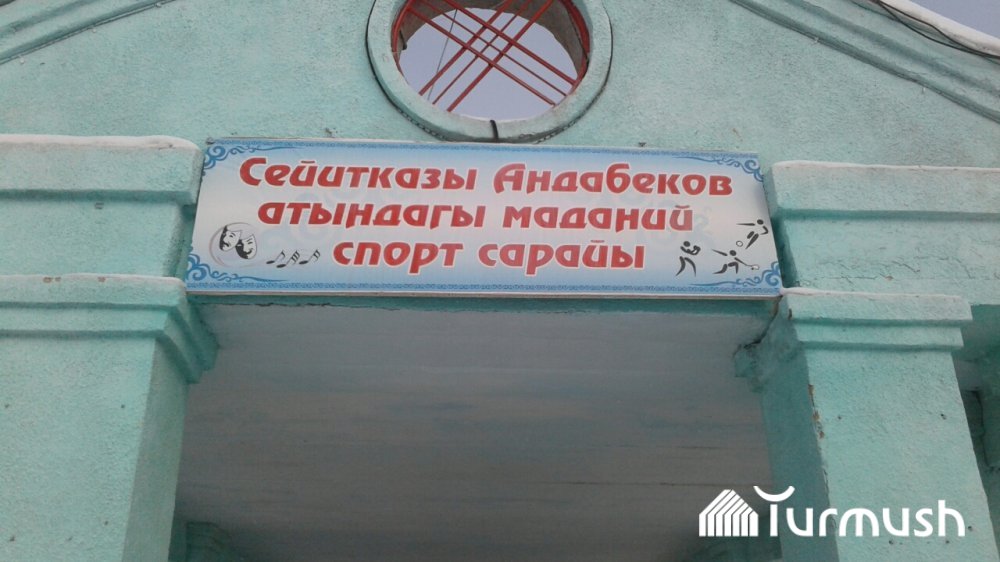 Сейитказы Андабеков
атындагы маданий
спорт сарайы
Turmush